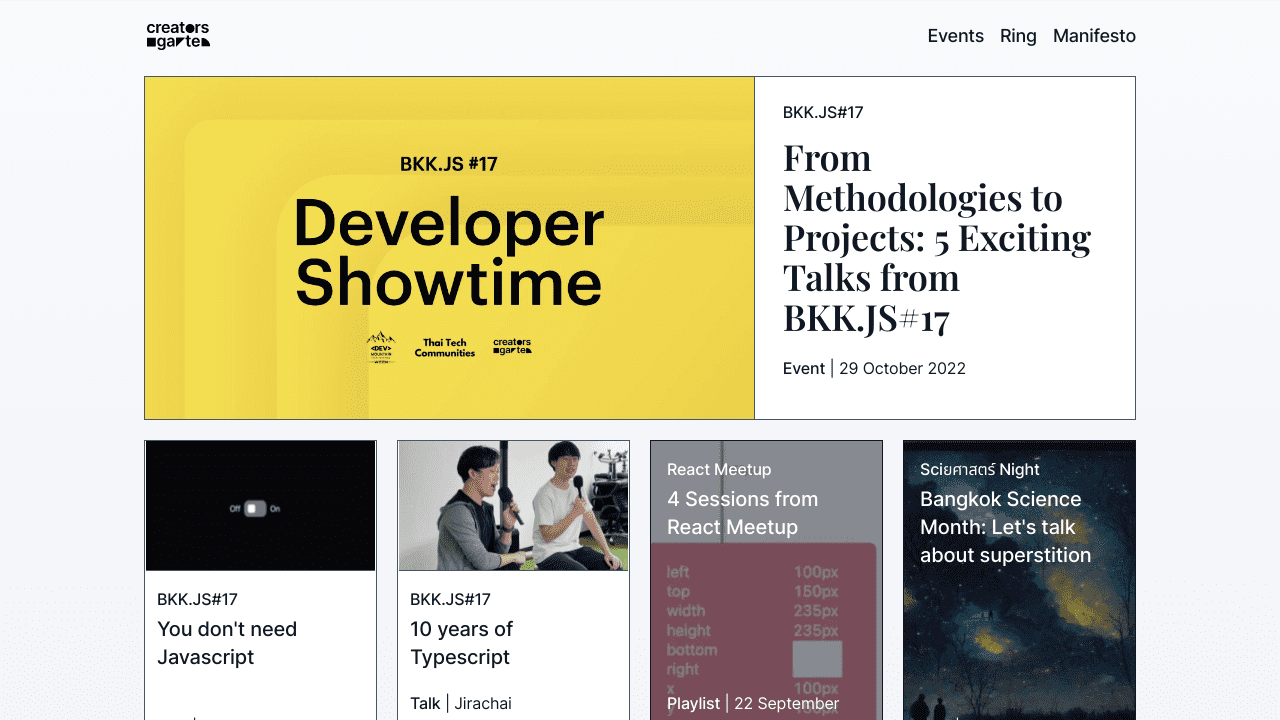 creators
garten
Events Ring Manifesto
BKK.JS #17
Developer
Showtime
<DEV>
MOUNTAIN
Thai Tech
Communities
creators
garten
BKK.JS#17
From
Methodologies to
Projects: 5 Exciting
Talks from
BKK.JS#17
Event | 29 October 2022
Off On
BKK.JS#17
You don't need
Javascript
BKK.JS#17
10 years of
Typescript
Talk | Jirachai
React Meetup
4 Sessions from
React Meetup
left 100px
top 150px
width 235px
height 235px
bottom
right
x 100px
Playlist | 22 September
Sciยศาสตร์ Night
Bangkok Science
Month: Let's talk
about superstition